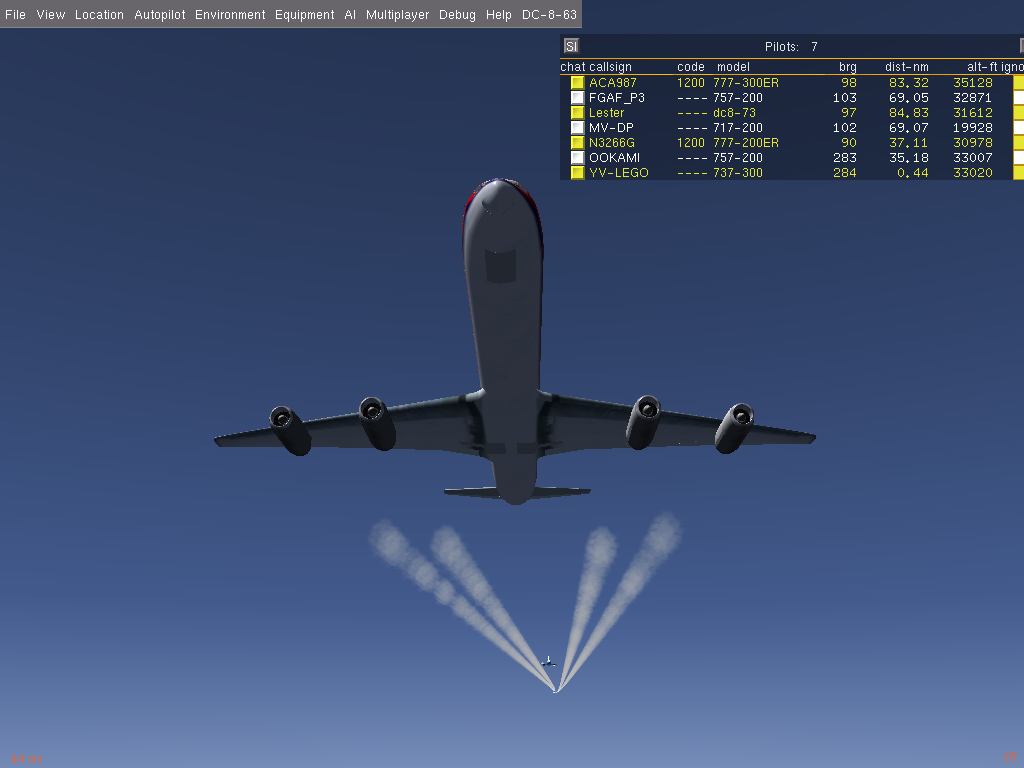 File View Location Autopilot Environment Equipment AI Multiplayer Debug Help DC-8-63
SI Pilots: 7
chat callsign code model brg dist-nm alt-ft igno
ACA987 1200 777-300ER 98 83.32 35128
FGAF_P3 ---- 757-200 103 69.05 32871
Lester ---- dc8-73 97 84.83 31612
MV-DP ---- 717-200 102 69.07 19928
N3266G 1200 777-200ER 90 37.11 30978
OOKAMI ---- 757-200 283 35.18 33007
YV-LEGO ---- 737-300 284 0.44 33020